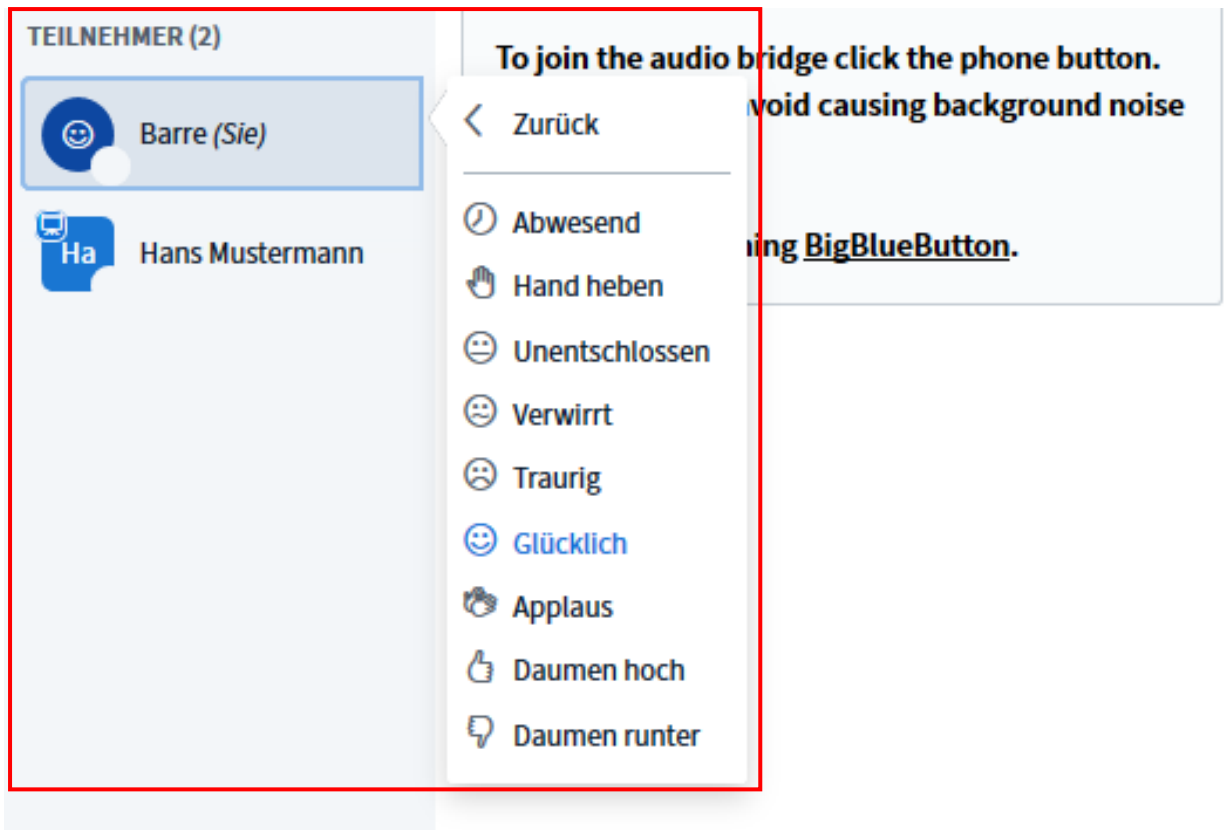 TEILNEHMER (2)
Barre (Sie)
Ha
Hans Mustermann
To join the audio bridge click the phone button.
void causing background noise
ing BigBlueButton.
Zurück
Abwesend
Hand heben
Unentschlossen
Verwirrt
Traurig
Glücklich
Applaus
Daumen hoch
Daumen runter